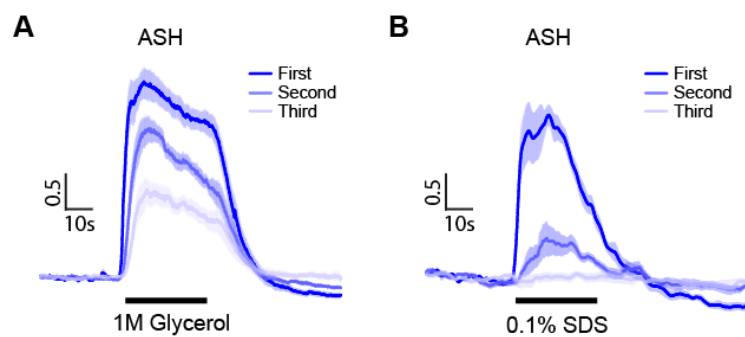 A
ASH
First
Second
Third
0.5
10s
1M Glycerol
B
ASH
First
Second
Third
0.5
10s
0.1% SDS